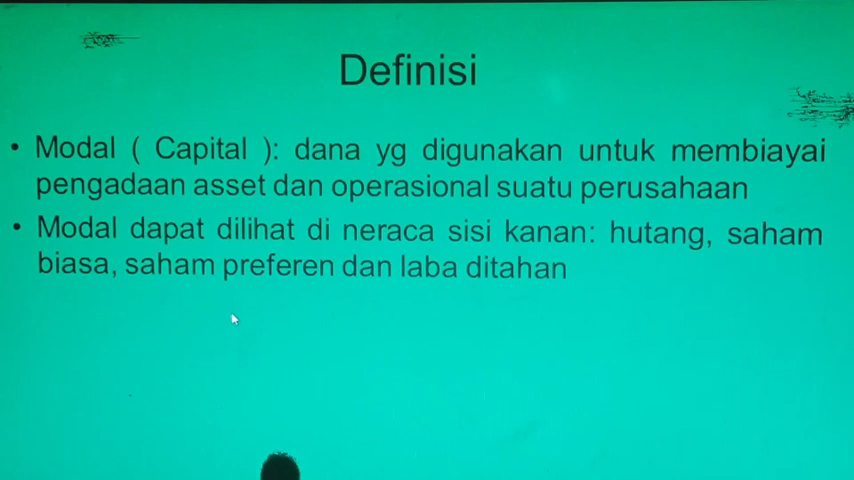 Definisi
• Modal ( Capital ): dana yg digunakan untuk membiayai
pengadaan asset dan operasional suatu perusahaan
• Modal dapat dilihat di neraca sisi kanan: hutang, saham
biasa, saham preferen dan laba ditahan